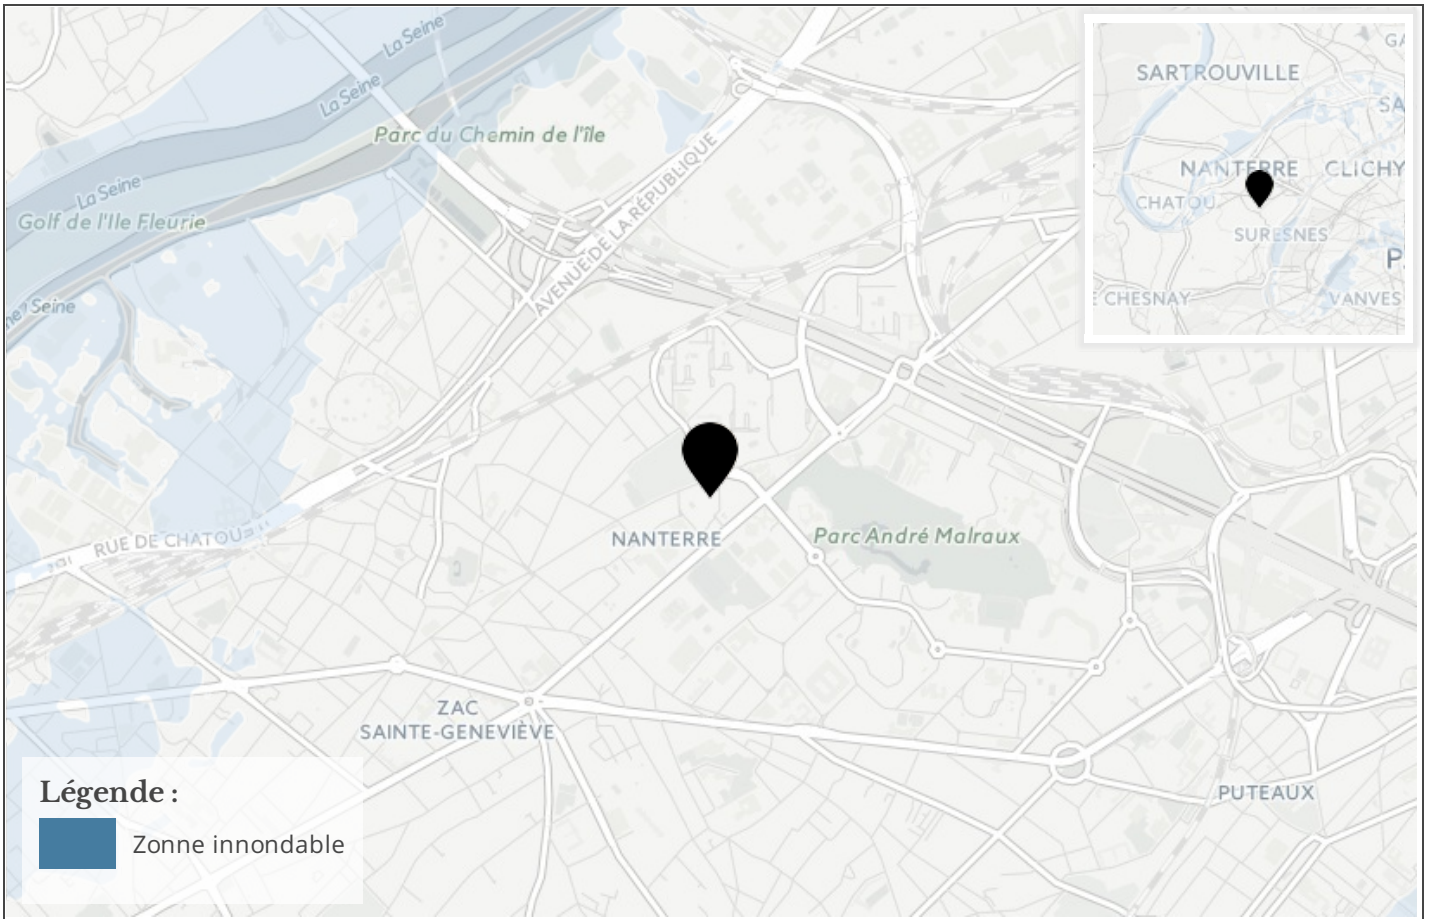 La Seine
La Seine
La Seine
Parc du Chemin de l'île
AVENUE DE LA RÉPUBLIQUE
Golf de l'Ile Fleurie
Seine
RUE DE CHATOU
NANTERRE
Parc André Malraux
ZAC
SAINTE-GENEVIÈVE
PUTEAUX
SARTROUVILLE
NANTERRE
CLICHY
CHATOU
SURESNES
CHESNAY
VANVES
Légende :
Zonne innondable